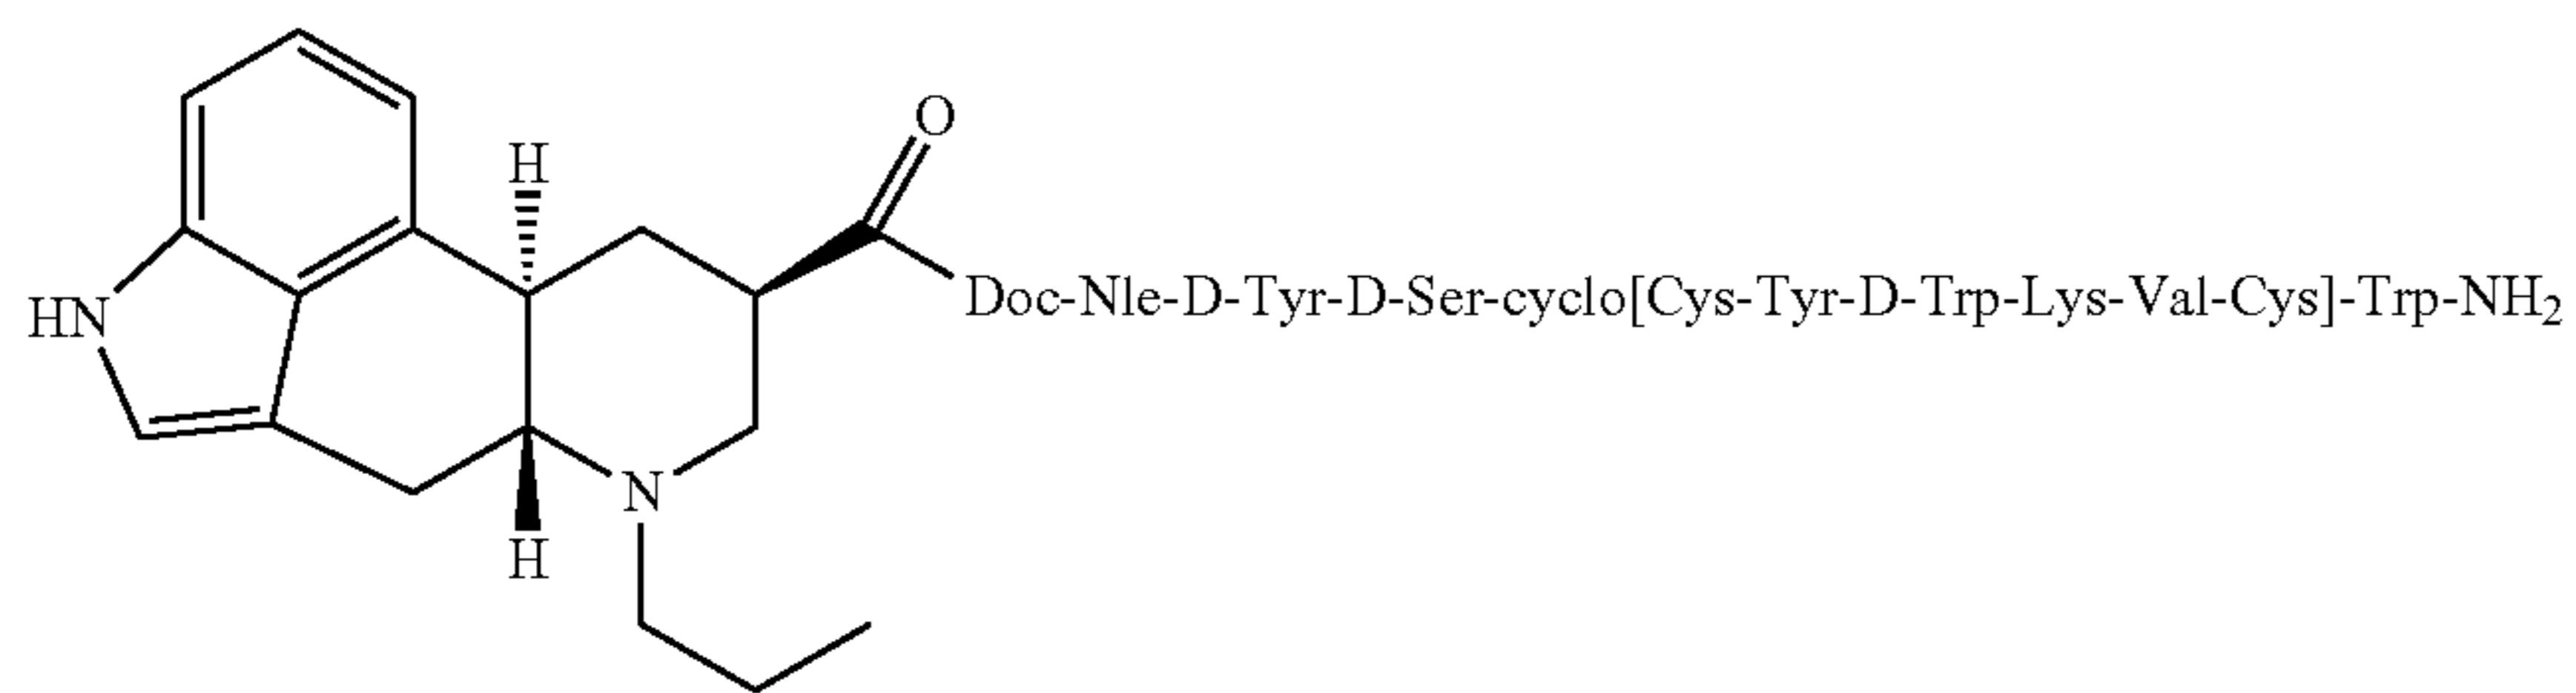 O
H
Doc-Nle-D-Tyr-D-Ser-cyclo[Cys-Tyr-D-Trp-Lys-Val-Cys]-Trp-NH₂
HN
N
H